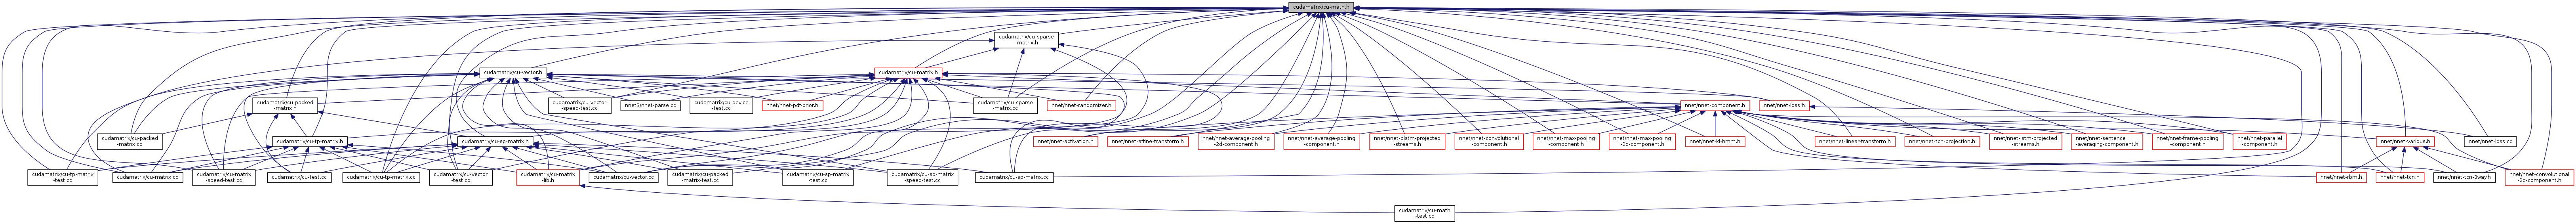 cudamatrix/cu-math.h
cudamatrix/cu-sparse
-matrix.h
cudamatrix/cu-vector.h
cudamatrix/cu-matrix.h
cudamatrix/cu-packed
-matrix.h
cudamatrix/cu-vector
-speed-test.cc
nnet3/nnet-parse.cc
cudamatrix/cu-device
-test.cc
nnet/nnet-pdf-prior.h
cudamatrix/cu-sparse
-matrix.cc
nnet/nnet-randomizer.h
nnet/nnet-component.h
nnet/nnet-loss.h
cudamatrix/cu-packed
-matrix.cc
cudamatrix/cu-tp-matrix.h
cudamatrix/cu-sp-matrix.h
nnet/nnet-activation.h
nnet/nnet-affine-transform.h
nnet/nnet-average-pooling
-2d-component.h
nnet/nnet-average-pooling
-component.h
nnet/nnet-blstm-projected
-streams.h
nnet/nnet-convolutional
-component.h
nnet/nnet-max-pooling
-component.h
nnet/nnet-max-pooling
-2d-component.h
nnet/nnet-kl-hmm.h
nnet/nnet-linear-transform.h
nnet/nnet-tcn-projection.h
nnet/nnet-lstm-projected
-streams.h
nnet/nnet-sentence
-averaging-component.h
nnet/nnet-frame-pooling
-component.h
nnet/nnet-parallel
-component.h
nnet/nnet-various.h
nnet/nnet-loss.cc
cudamatrix/cu-tp-matrix
-test.cc
cudamatrix/cu-matrix.cc
cudamatrix/cu-matrix
-speed-test.cc
cudamatrix/cu-test.cc
cudamatrix/cu-tp-matrix.cc
cudamatrix/cu-vector
-test.cc
cudamatrix/cu-matrix
-lib.h
cudamatrix/cu-vector.cc
cudamatrix/cu-packed
-matrix-test.cc
cudamatrix/cu-sp-matrix
-test.cc
cudamatrix/cu-sp-matrix
-speed-test.cc
cudamatrix/cu-sp-matrix.cc
nnet/nnet-rbm.h
nnet/nnet-tcn.h
nnet/nnet-tcn-3way.h
nnet/nnet-convolutional
-2d-component.h
cudamatrix/cu-math
-test.cc